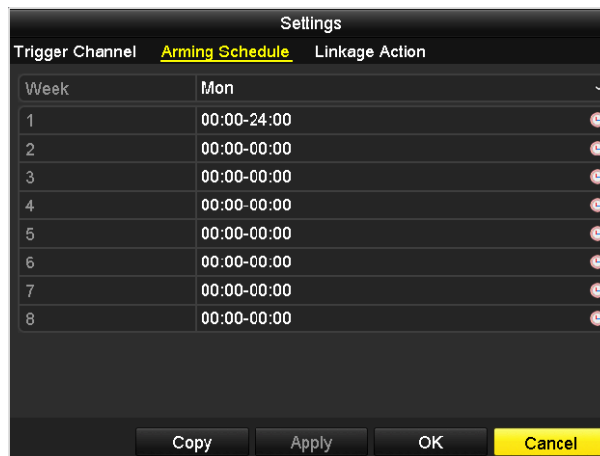 Settings
Trigger Channel Arming Schedule Linkage Action
Week Mon
1 00:00-24:00
2 00:00-00:00
3 00:00-00:00
4 00:00-00:00
5 00:00-00:00
6 00:00-00:00
7 00:00-00:00
8 00:00-00:00
Copy Apply OK Cancel